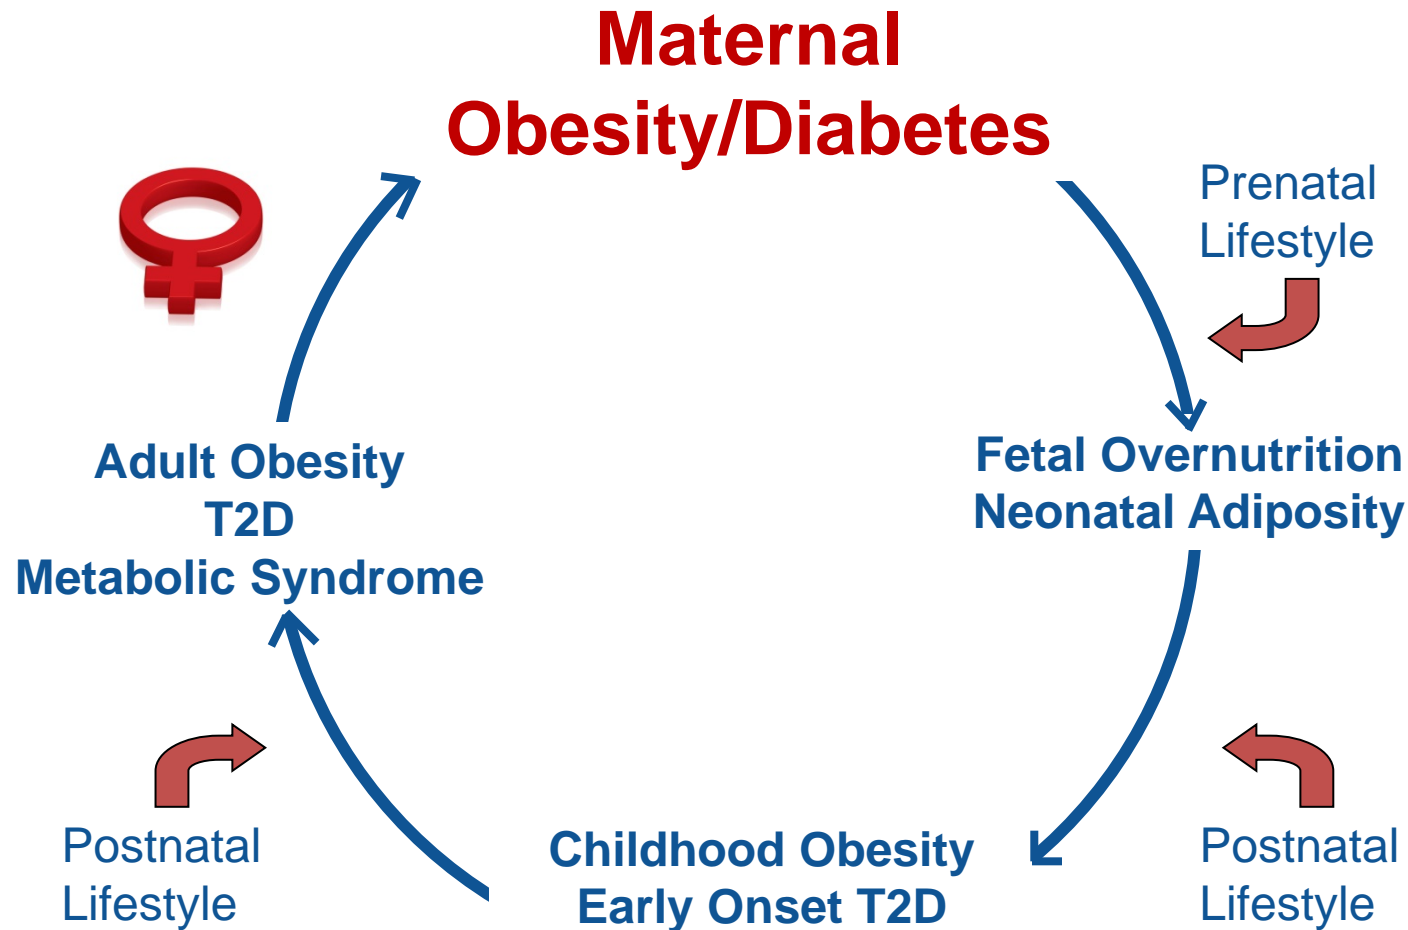 Maternal
Obesity/Diabetes
Prenatal
Lifestyle
Adult Obesity
T2D
Metabolic Syndrome
Fetal Overnutrition
Neonatal Adiposity
Postnatal
Lifestyle
Childhood Obesity
Early Onset T2D
Postnatal
Lifestyle